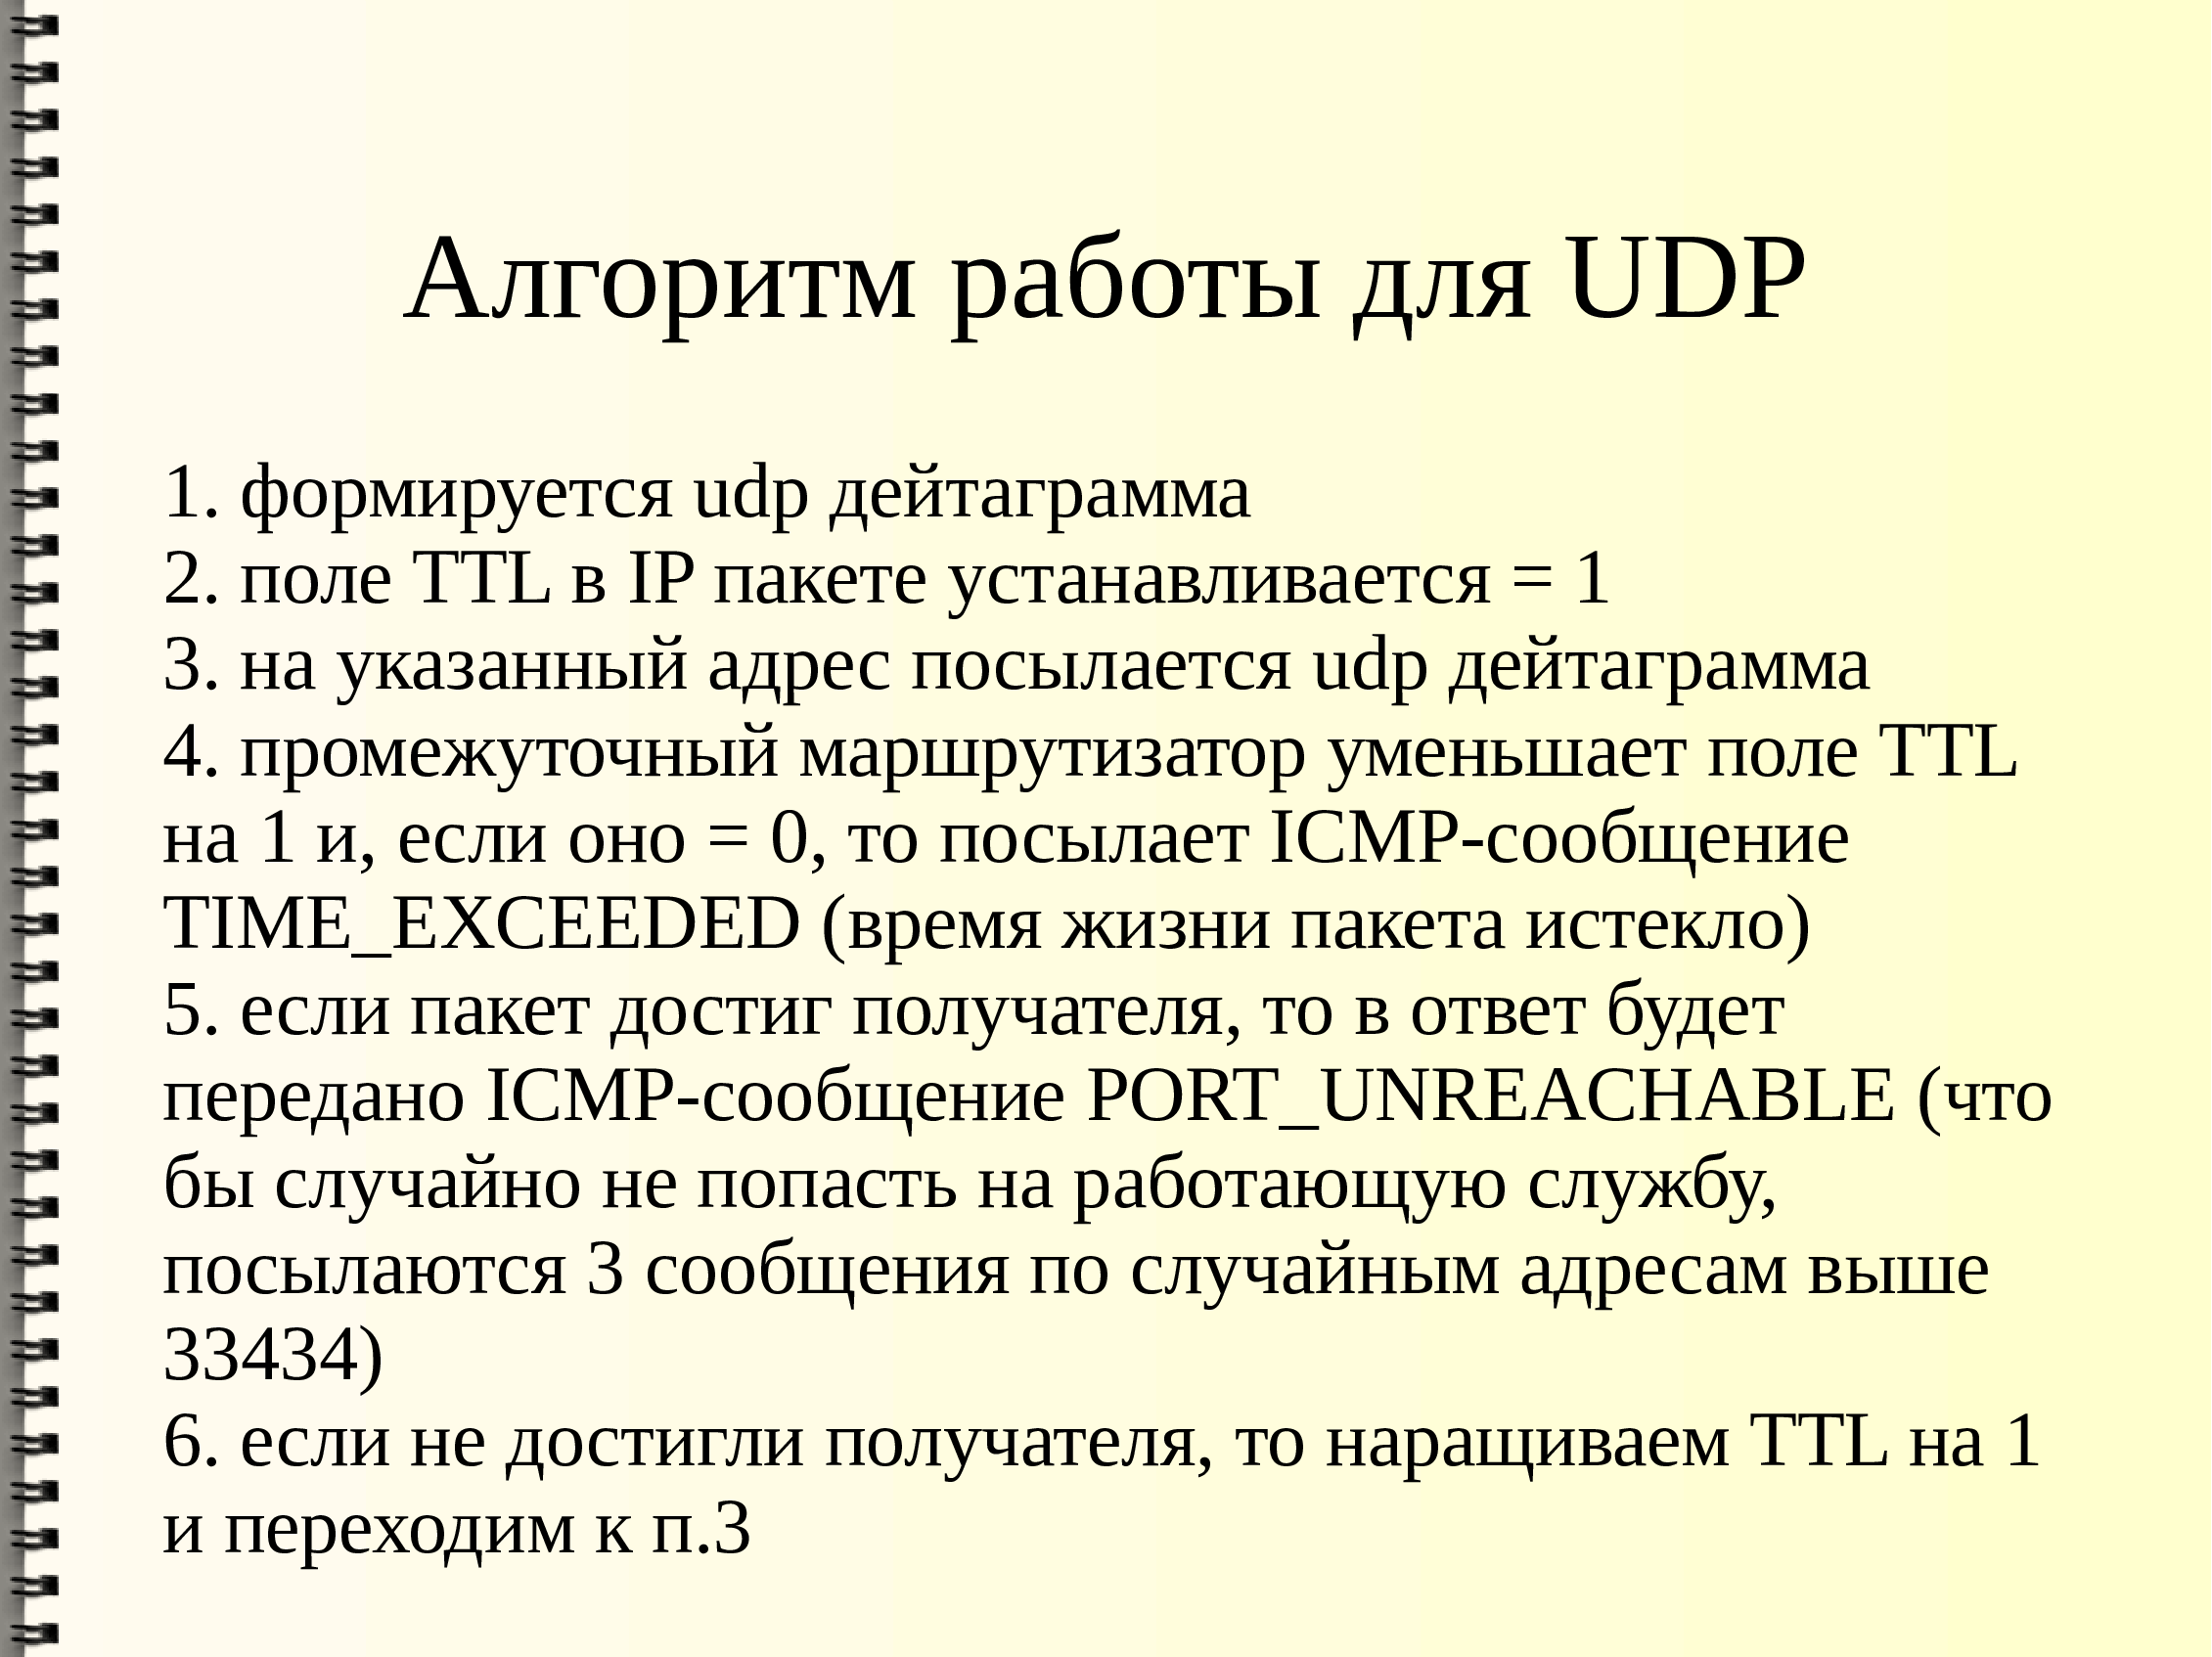 Алгоритм работы для UDP
1. формируется udp дейтаграмма
2. поле TTL в IP пакете устанавливается = 1
3. на указанный адрес посылается udp дейтаграмма
4. промежуточный маршрутизатор уменьшает поле TTL
на 1 и, если оно = 0, то посылает ICMP-сообщение
TIME_EXCEEDED (время жизни пакета истекло)
5. если пакет достиг получателя, то в ответ будет
передано ICMP-сообщение PORT_UNREACHABLE (что
бы случайно не попасть на работающую службу,
посылаются 3 сообщения по случайным адресам выше
33434)
6. если не достигли получателя, то наращиваем TTL на 1
и переходим к п.3